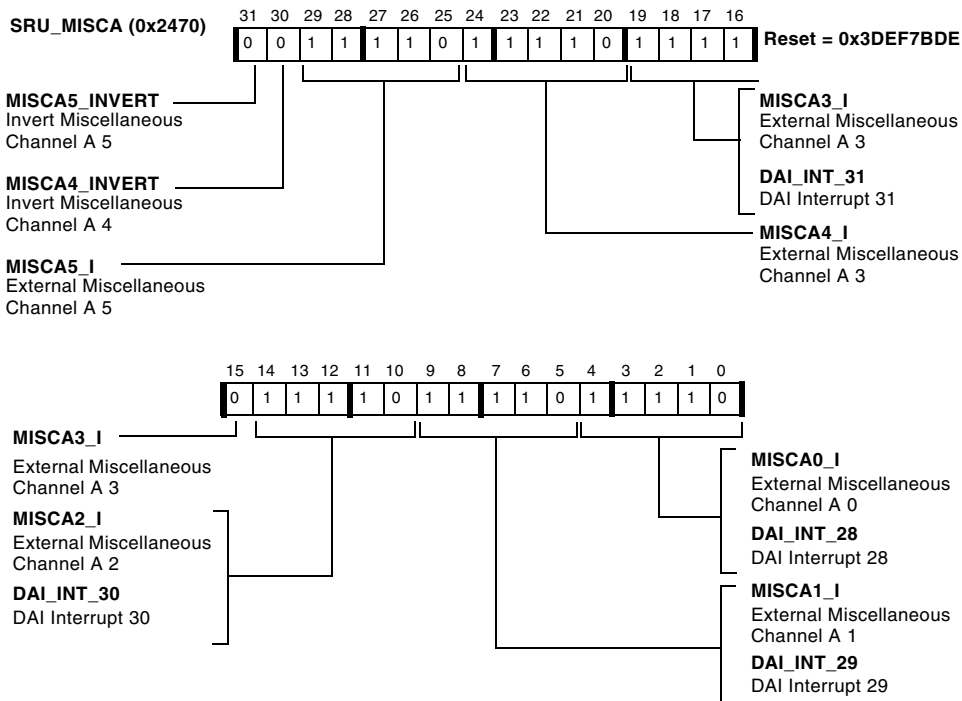 SRU_MISCA (0x2470)
31 30 29 28 27 26 25 24 23 22 21 20 19 18 17 16
0 0 1 1 1 1 0 1 1 1 1 0 1 1 1 1
Reset = 0x3DEF7BDE
MISCA5_INVERT
Invert Miscellaneous
Channel A 5
MISCA4_INVERT
Invert Miscellaneous
Channel A 4
MISCA5_I
External Miscellaneous
Channel A 5
MISCA3_I
External Miscellaneous
Channel A 3
DAI_INT_31
DAI Interrupt 31
MISCA4_I
External Miscellaneous
Channel A 3
15 14 13 12 11 10 9 8 7 6 5 4 3 2 1 0
0 1 1 1 1 0 1 1 1 1 0 1 1 1 1 0
MISCA3_I
External Miscellaneous
Channel A 3
MISCA2_I
External Miscellaneous
Channel A 2
DAI_INT_30
DAI Interrupt 30
MISCA0_I
External Miscellaneous
Channel A 0
DAI_INT_28
DAI Interrupt 28
MISCA1_I
External Miscellaneous
Channel A 1
DAI_INT_29
DAI Interrupt 29